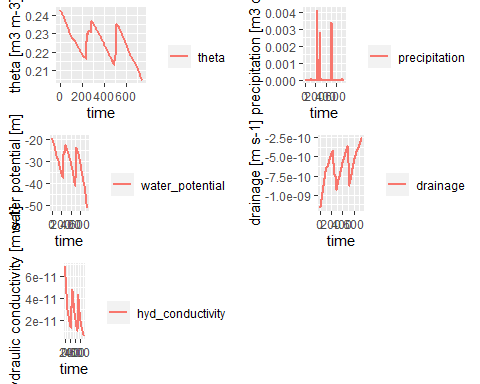 theta [m3 m-3]
0.24
0.23
0.22
0.21
0 200 400 600
time
theta
precipitation [m3
0.004
0.003
0.002
0.001
0.000
time
precipitation
water potential [m]
-20
-30
-40
-50
time
water_potential
drainage [m s-1]
-2.5e-10
-5.0e-10
-7.5e-10
-1.0e-09
time
drainage
draulic conductivity [m
6e-11
4e-11
2e-11
time
hyd_conductivity